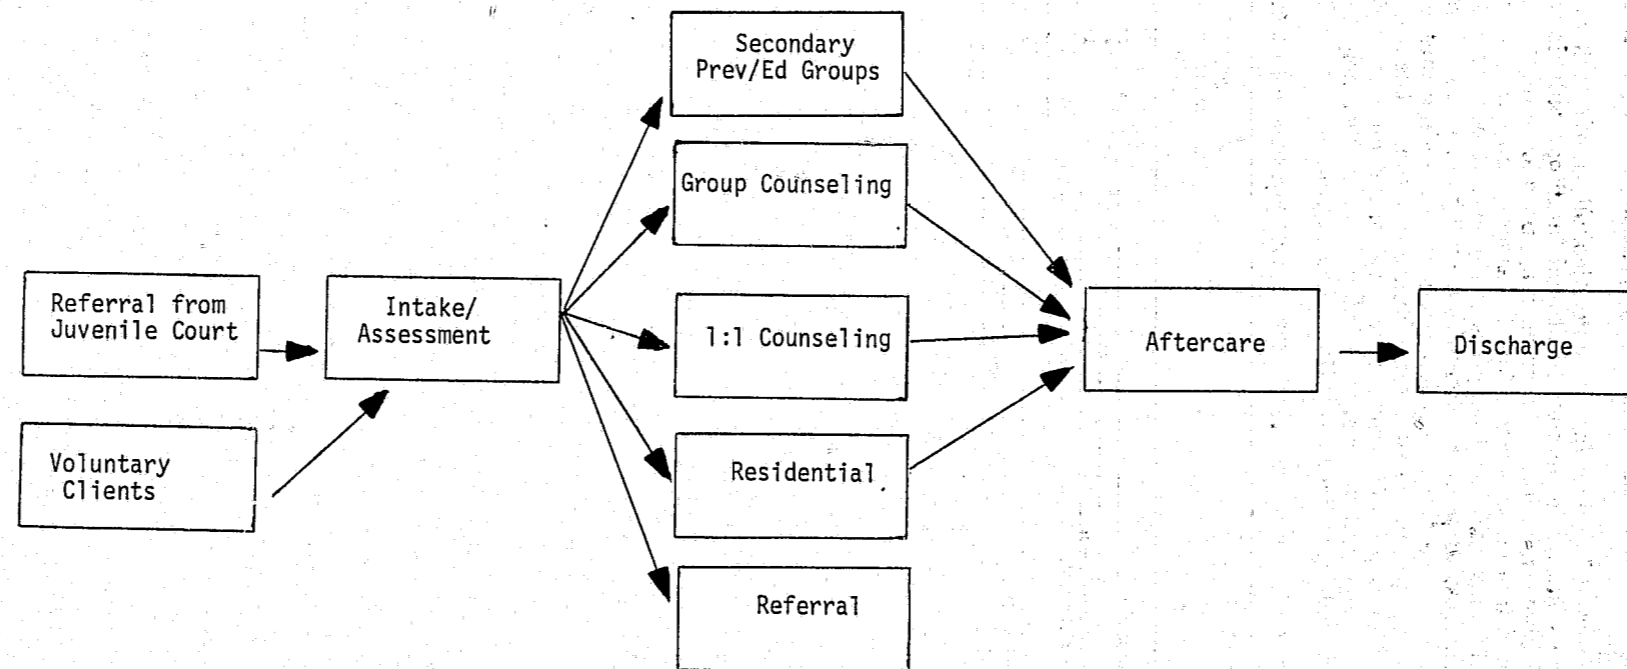 Secondary
Prev/Ed Groups
Group Counseling
Referral from
Juvenile Court
Intake/
Assessment
1:1 Counseling
Aftercare
Discharge
Voluntary
Clients
Residential
Referral